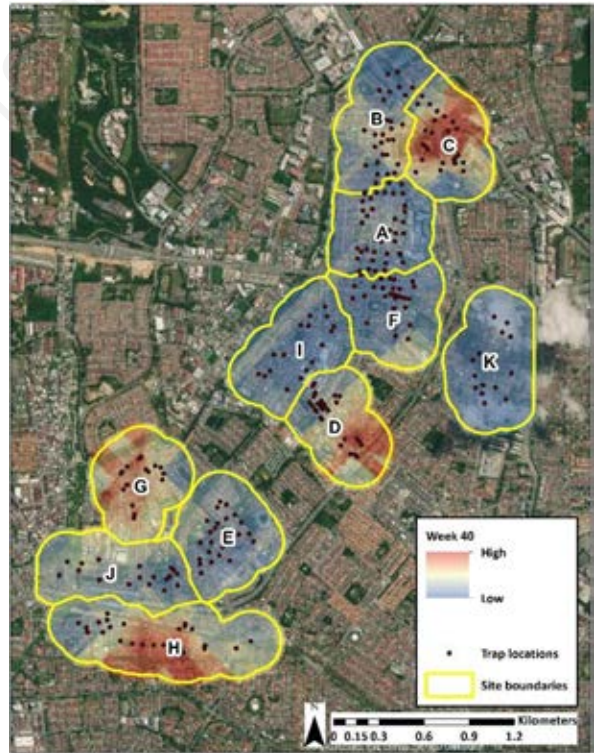 B
C
A
F
I
K
D
G
E
J
H
Week 40
High
Low
Trap locations
Site boundaries
N
Kilometers
0 0.15 0.3 0.6 0.9 1.2